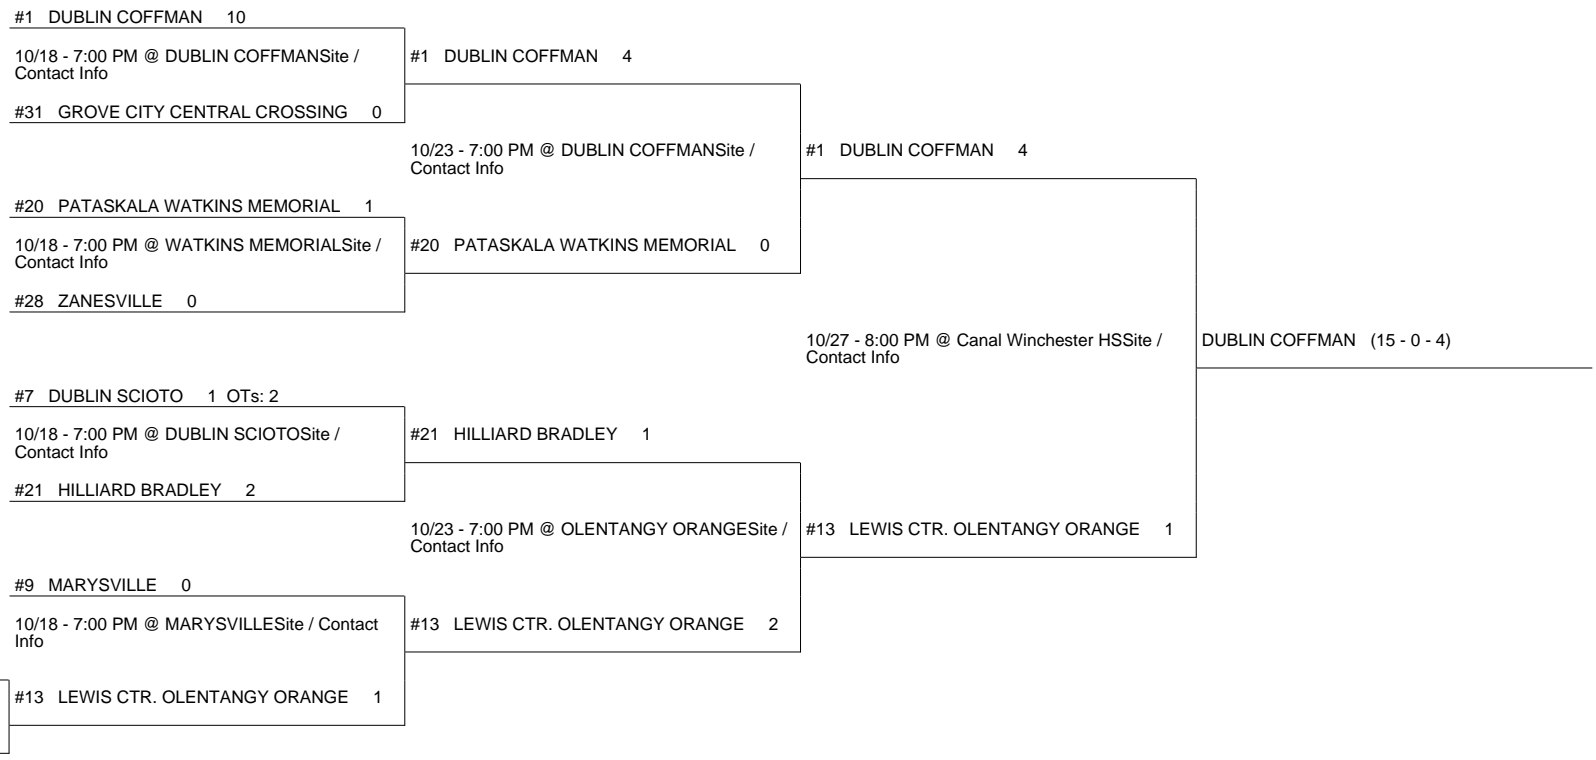 #1 DUBLIN COFFMAN 10
10/18 - 7:00 PM @ DUBLIN COFFMANSite /
Contact Info
#31 GROVE CITY CENTRAL CROSSING 0
#20 PATASKALA WATKINS MEMORIAL 1
10/18 - 7:00 PM @ WATKINS MEMORIALSite /
Contact Info
#28 ZANESVILLE 0
#7 DUBLIN SCIOTO 1 OTs: 2
10/18 - 7:00 PM @ DUBLIN SCIOTOSite /
Contact Info
#21 HILLIARD BRADLEY 2
#9 MARYSVILLE 0
10/18 - 7:00 PM @ MARYSVILLESite / Contact
Info
#13 LEWIS CTR. OLENTANGY ORANGE 1
#1 DUBLIN COFFMAN 4
10/23 - 7:00 PM @ DUBLIN COFFMANSite /
Contact Info
#20 PATASKALA WATKINS MEMORIAL 0
#21 HILLIARD BRADLEY 1
10/23 - 7:00 PM @ OLENTANGY ORANGESite /
Contact Info
#13 LEWIS CTR. OLENTANGY ORANGE 2
#1 DUBLIN COFFMAN 4
10/27 - 8:00 PM @ Canal Winchester HSSite /
Contact Info
#13 LEWIS CTR. OLENTANGY ORANGE 1
DUBLIN COFFMAN (15 - 0 - 4)